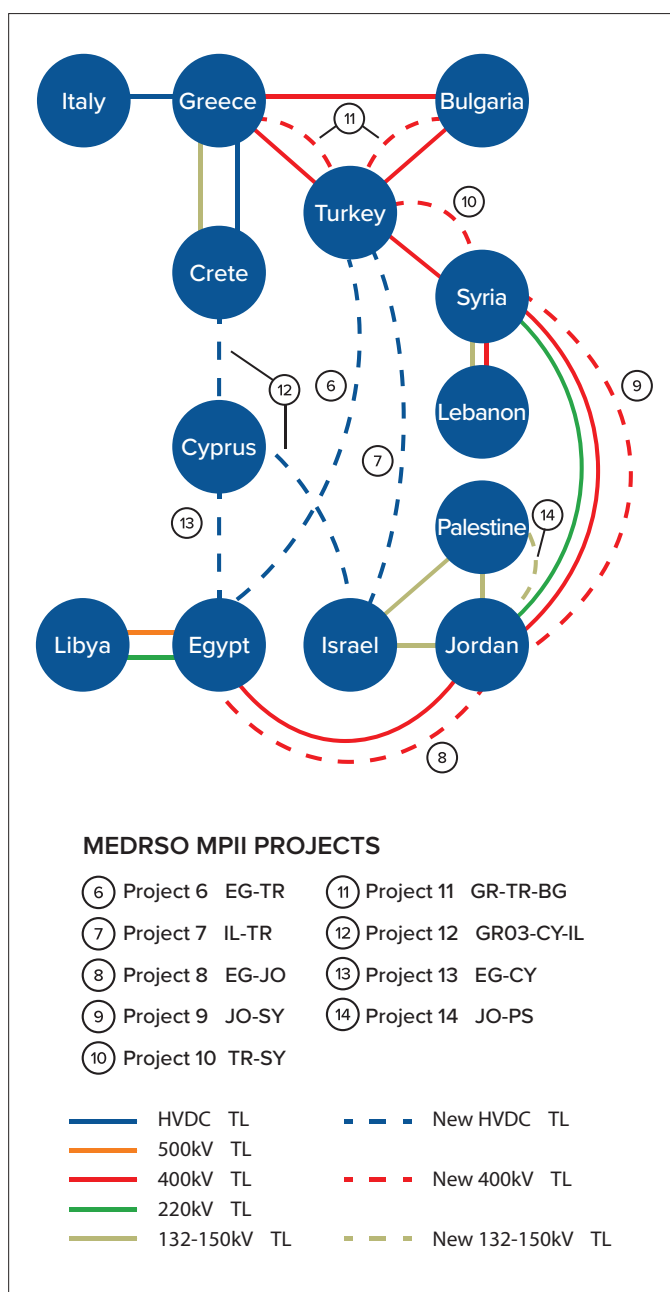 Italy
Greece
Bulgaria
11
Turkey
10
Crete
Syria
12
6
9
Lebanon
Cyprus
7
13
Palestine
14
Libya
Egypt
Israel
Jordan
8
MEDRSO MPII PROJECTS
6 Project 6 EG-TR
7 Project 7 IL-TR
8 Project 8 EG-JO
9 Project 9 JO-SY
10 Project 10 TR-SY
11 Project 11 GR-TR-BG
12 Project 12 GR03-CY-IL
13 Project 13 EG-CY
14 Project 14 JO-PS
HVDC TL
500kV TL
400kV TL
220kV TL
132-150kV TL
New HVDC TL
New 400kV TL
New 132-150kV TL